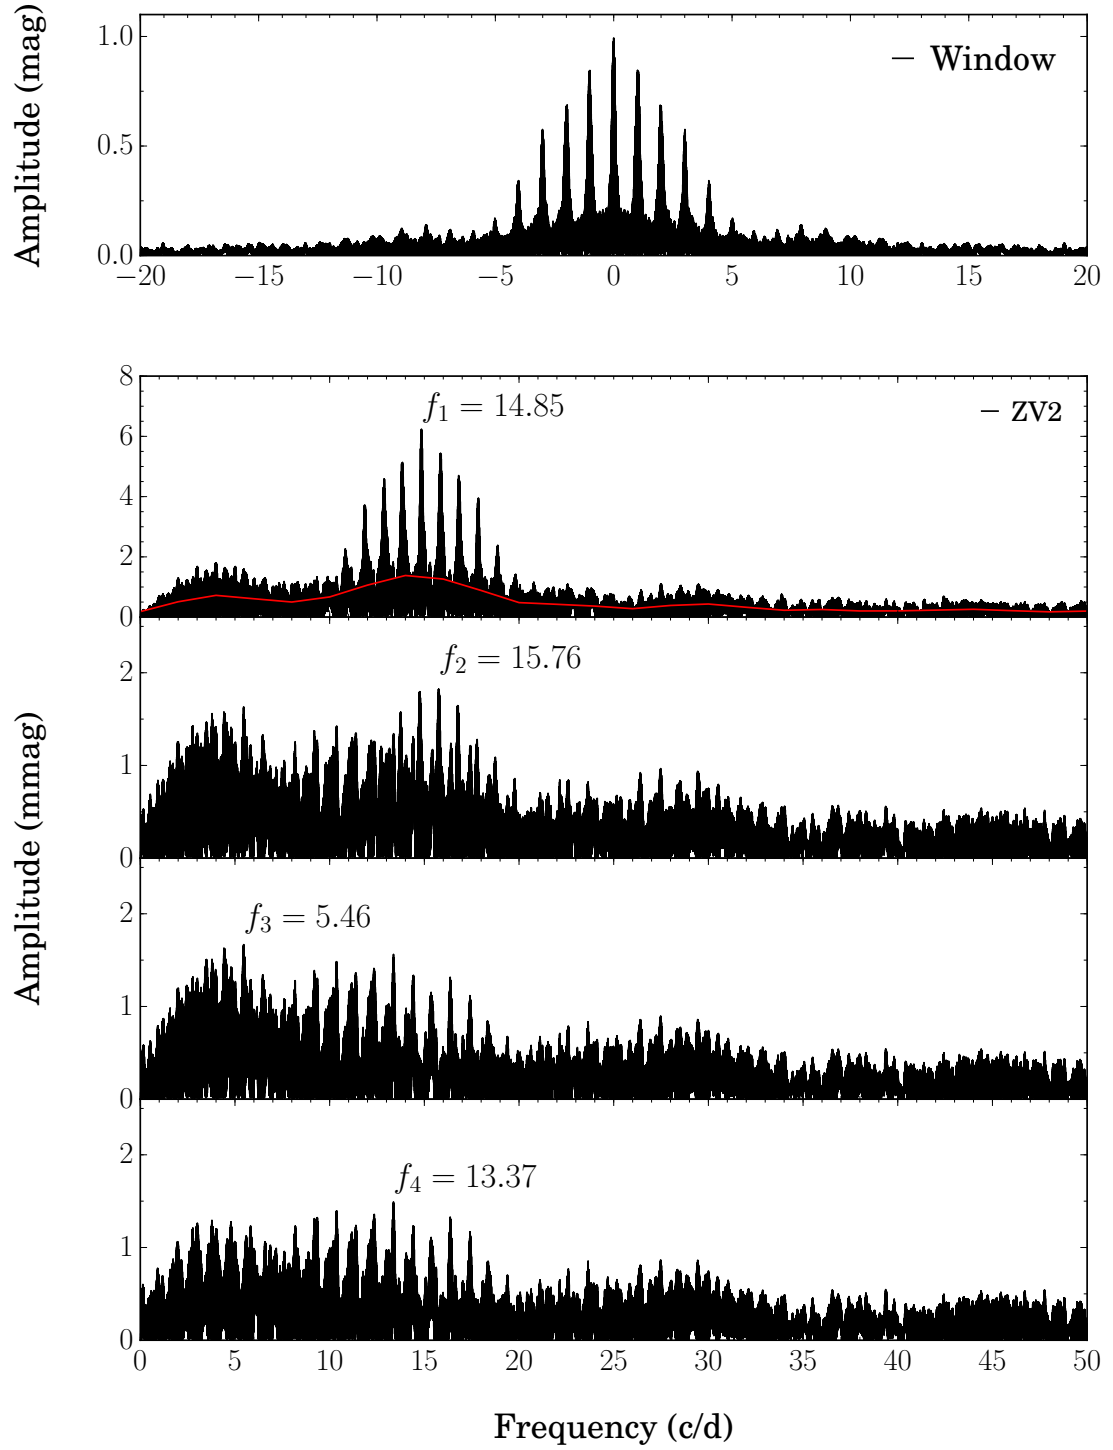 Amplitude (mag)
1.0
0.5
0.0
— Window
−20 −15 −10 −5 0 5 10 15 20
Amplitude (mmag)
8
6
4
2
0
f₁ = 14.85
— ZV2
2
1
0
f₂ = 15.76
2
1
0
f₃ = 5.46
2
1
0
f₄ = 13.37
0 5 10 15 20 25 30 35 40 45 50
Frequency (c/d)